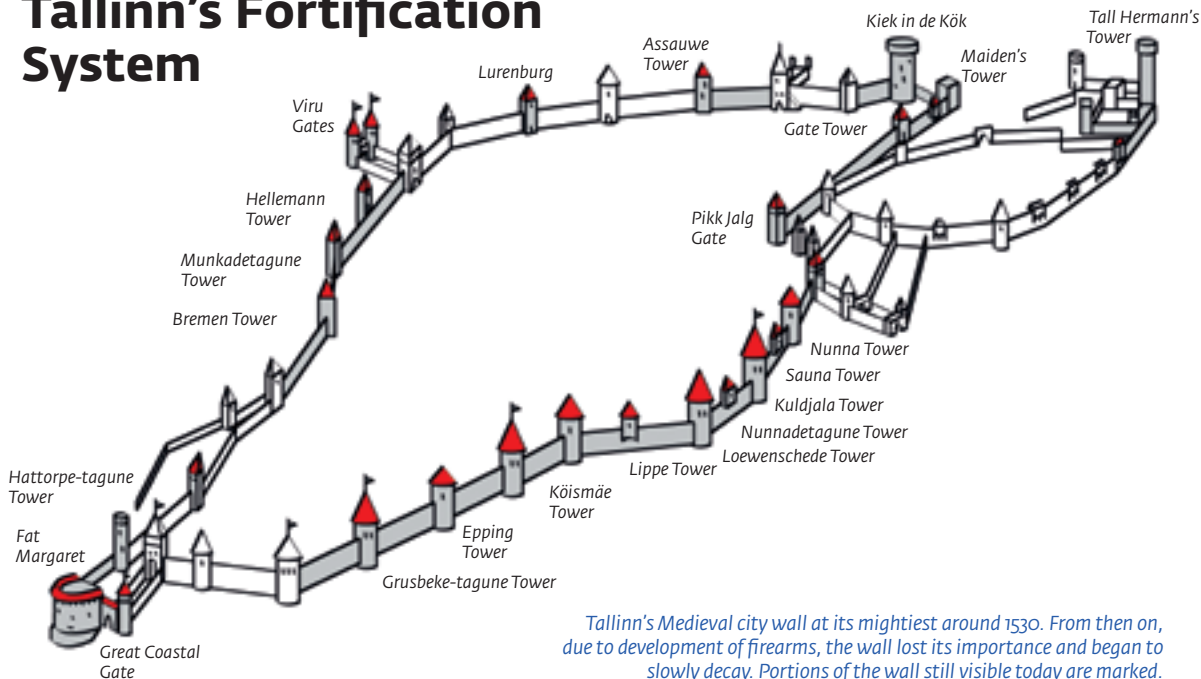 Tallinn's Fortification
System
Kiek in de Kök
Tall Hermann's
Tower
Assauwe
Tower
Maiden's
Tower
Lurenburg
Viru
Gates
Gate Tower
Hellemann
Tower
Pikk Jalg
Gate
Munkadetagune
Tower
Bremen Tower
Nunna Tower
Sauna Tower
Kuldjala Tower
Nunnadetagune Tower
Loewenschede Tower
Lippe Tower
Hattorpe-tagune
Tower
Köismäe
Tower
Fat
Margaret
Epping
Tower
Grusbeke-tagune Tower
Great Coastal
Gate
Tallinn's Medieval city wall at its mightiest around 1530. From then on,
due to development of firearms, the wall lost its importance and began to
slowly decay. Portions of the wall still visible today are marked.